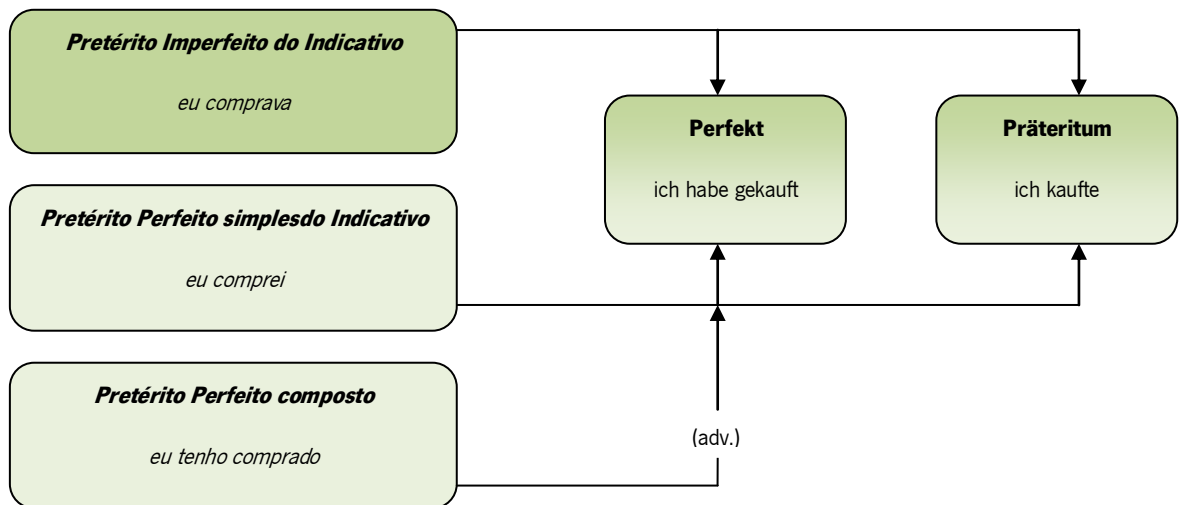 Pretérito Imperfeito do Indicativo
eu comprava
Perfekt
ich habe gekauft
Präteritum
ich kaufte
Pretérito Perfeito simplesdo Indicativo
eu comprei
Pretérito Perfeito composto
eu tenho comprado
(adv.)